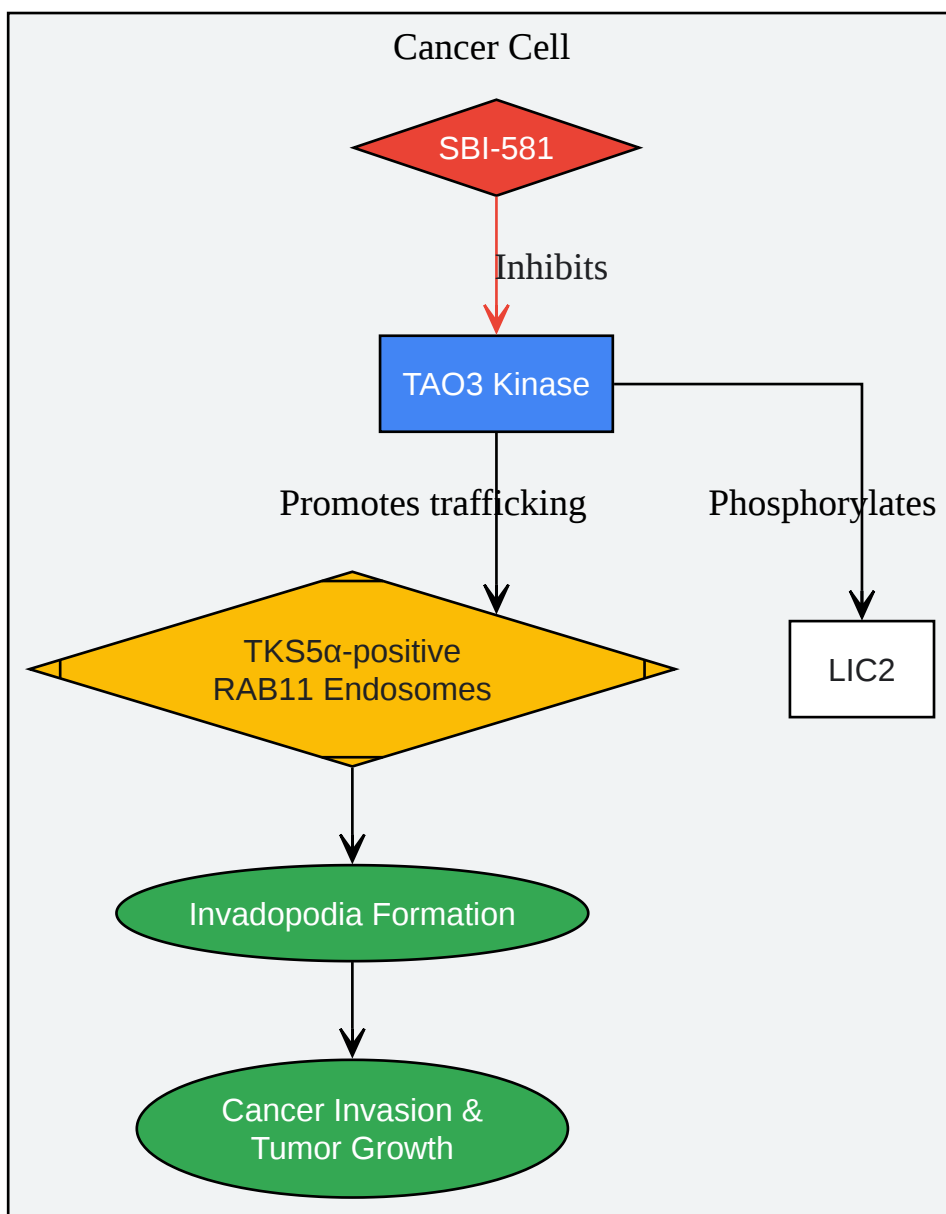 Cancer Cell
SBI-581
Inhibits
TAO3 Kinase
Promotes trafficking
Phosphorylates
TKS5α-positive
RAB11 Endosomes
LIC2
Invadopodia Formation
Cancer Invasion &
Tumor Growth